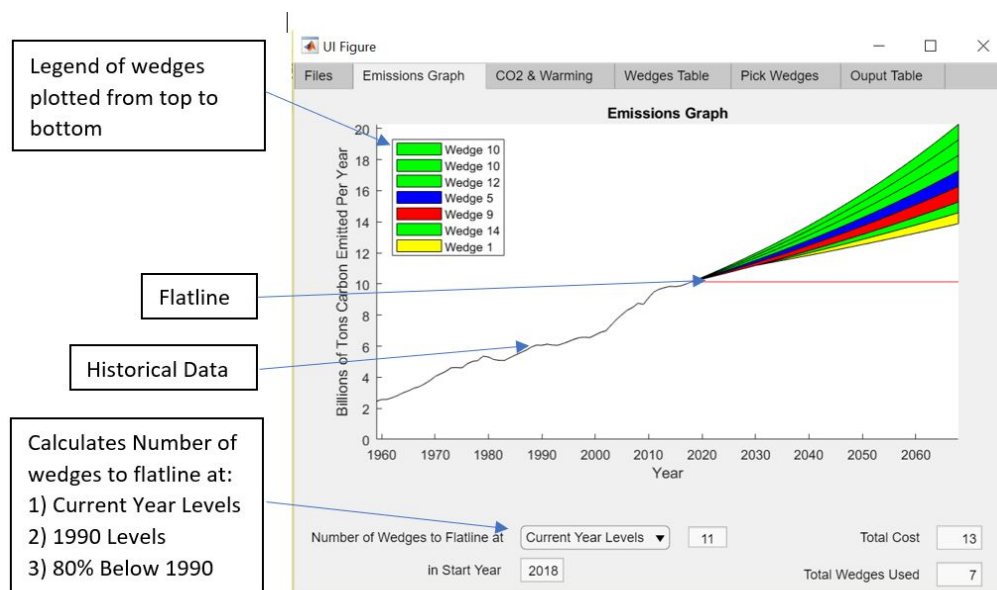 Legend of wedges
plotted from top to
bottom
Flatline
Historical Data
Calculates Number of
wedges to flatline at:
1) Current Year Levels
2) 1990 Levels
3) 80% Below 1990
UI Figure
Files
Emissions Graph
CO2 & Warming
Wedges Table
Pick Wedges
Ouput Table
Emissions Graph
Billions of Tons Carbon Emitted Per Year
20
18
16
14
12
10
8
6
4
2
0
Wedge 10
Wedge 10
Wedge 12
Wedge 5
Wedge 9
Wedge 14
Wedge 1
1960 1970 1980 1990 2000 2010 2020 2030 2040 2050 2060
Year
Number of Wedges to Flatline at Current Year Levels 11
Total Cost 13
in Start Year 2018
Total Wedges Used 7